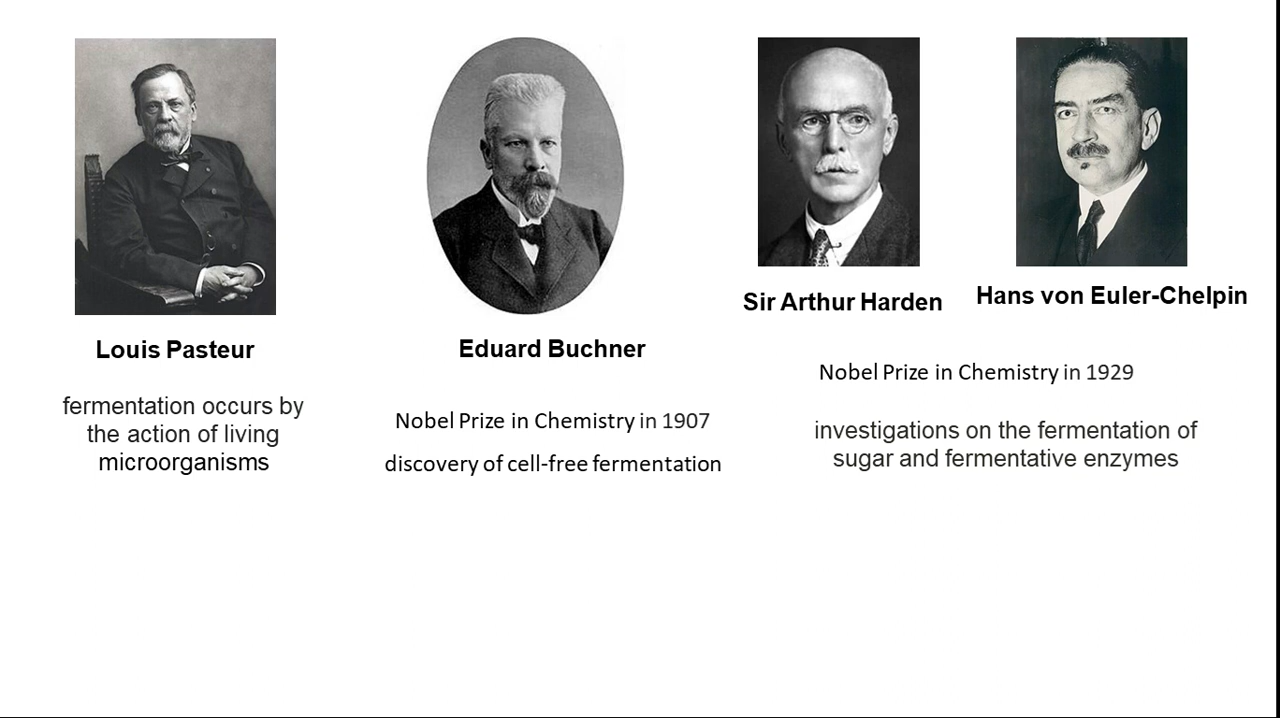 Louis Pasteur
fermentation occurs by
the action of living
microorganisms
Eduard Buchner
Nobel Prize in Chemistry in 1907
discovery of cell-free fermentation
Sir Arthur Harden
Hans von Euler-Chelpin
Nobel Prize in Chemistry in 1929
investigations on the fermentation of
sugar and fermentative enzymes